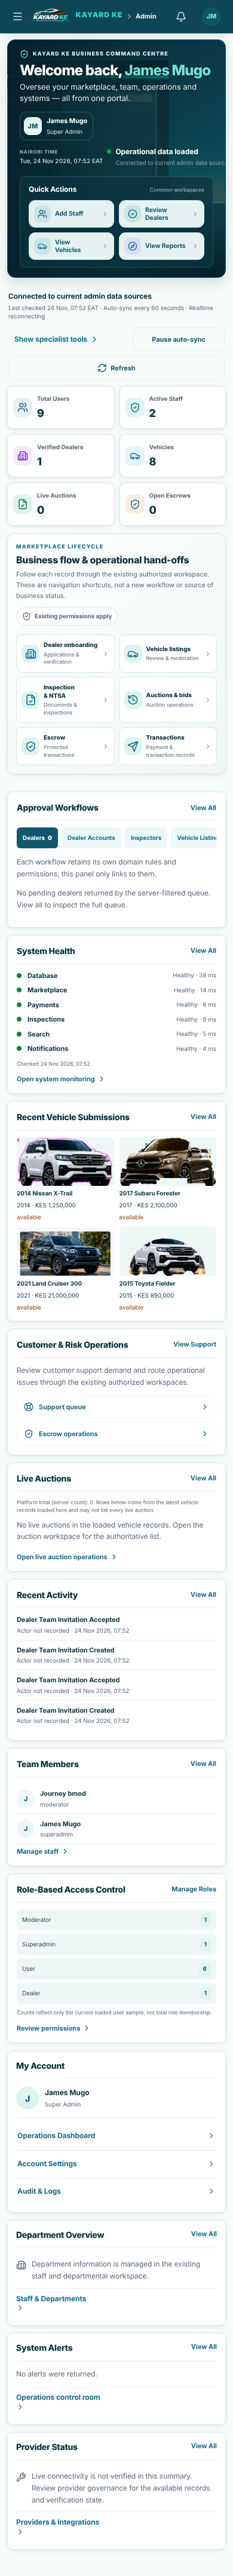 KAYARD KE
KAYARD KE > Admin
JM
KAYARD KE BUSINESS COMMAND CENTRE
Welcome back, James Mugo
Oversee your marketplace, team, operations and
systems — all from one portal.
JM
James Mugo
Super Admin
NAIROBI TIME
Tue, 24 Nov 2026, 07:52 EAT
Operational data loaded
Connected to current admin data sourc
Quick Actions
Common workspaces
Add Staff
Review
Dealers
View
Vehicles
View Reports
Connected to current admin data sources
Last checked 24 Nov, 07:52 EAT · Auto-sync every 60 seconds · Realtime
reconnecting
Show specialist tools
Pause auto-sync
Refresh
Total Users
9
Active Staff
2
Verified Dealers
1
Vehicles
8
Live Auctions
0
Open Escrows
0
MARKETPLACE LIFECYCLE
Business flow & operational hand-offs
Follow each record through the existing authorized workspace.
These are navigation shortcuts, not a new workflow or source of
business status.
Existing permissions apply
Dealer onboarding
Applications &
verification
Vehicle listings
Review & moderation
Inspection
& NTSA
Documents &
inspections
Auctions & bids
Auction operations
Escrow
Protected
transactions
Transactions
Payment &
transaction records
Approval Workflows
View All
Dealers 0
Dealer Accounts
Inspectors
Vehicle Listing
Each workflow retains its own domain rules and
permissions; this panel only links to them.
No pending dealers returned by the server-filtered queue.
View all to inspect the full queue.
System Health
View All
Database
Healthy · 38 ms
Marketplace
Healthy · 14 ms
Payments
Healthy · 8 ms
Inspections
Healthy · 9 ms
Search
Healthy · 5 ms
Notifications
Healthy · 4 ms
Checked 24 Nov 2026, 07:52.
Open system monitoring
Recent Vehicle Submissions
View All
2014 Nissan X-Trail
2014 · KES 1,250,000
available
2017 Subaru Forester
2017 · KES 2,100,000
available
2021 Land Cruiser 300
2021 · KES 21,000,000
available
2015 Toyota Fielder
2015 · KES 890,000
available
Customer & Risk Operations
View Support
Review customer support demand and route operational
issues through the existing authorized workspaces.
Support queue
Escrow operations
Live Auctions
View All
Platform total (server count): 0. Rows below come from the latest vehicle
records loaded here and may not list every live auction.
No live auctions in the loaded vehicle records. Open the
auction workspace for the authoritative list.
Open live auction operations
Recent Activity
View All
Dealer Team Invitation Accepted
Actor not recorded · 24 Nov 2026, 07:52
Dealer Team Invitation Created
Actor not recorded · 24 Nov 2026, 07:52
Dealer Team Invitation Accepted
Actor not recorded · 24 Nov 2026, 07:52
Dealer Team Invitation Created
Actor not recorded · 24 Nov 2026, 07:52
Team Members
View All
J
Journey bmod
moderator
J
James Mugo
superadmin
Manage staff
Role-Based Access Control
Manage Roles
Moderator
1
Superadmin
1
User
6
Dealer
1
Counts reflect only the current loaded user sample, not total role membership.
Review permissions
My Account
J
James Mugo
Super Admin
Operations Dashboard
Account Settings
Audit & Logs
Department Overview
View All
Department information is managed in the existing
staff and departmental workspace.
Staff & Departments
System Alerts
View All
No alerts were returned.
Operations control room
Provider Status
View All
Live connectivity is not verified in this summary.
Review provider governance for the available records
and verification state.
Providers & Integrations